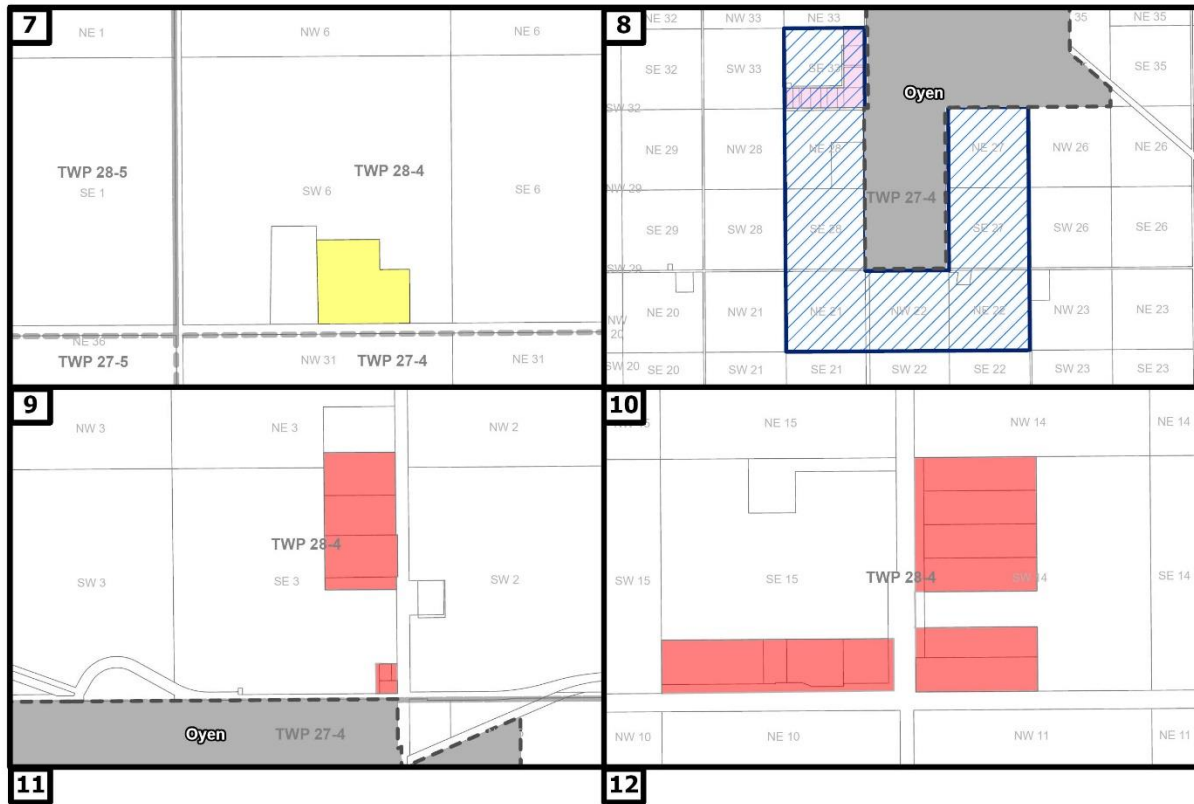 7
NE 1
NW 6
NE 6
TWP 28-5
SE 1
TWP 28-4
SW 6
SE 6
NE 36
TWP 27-5
NW 31
TWP 27-4
NE 31
8
NE 32
NW 33
NE 33
35
NE 35
SE 32
SW 33
SE 33
SE 35
Oyen
SW 32
NE 29
NW 28
NE 28
NE 27
NW 26
NE 26
NW 29
TWP 27-4
SE 29
SW 28
SE 28
SE 27
SW 26
SE 26
SW 29
NE 20
NW 21
NE 21
NW 22
NE 22
NW 23
NE 23
NW
20
SW 20
SE 20
SW 21
SE 21
SW 22
SE 22
SW 23
SE 23
9
NW 3
NE 3
NW 2
TWP 28-4
SW 3
SE 3
SW 2
Oyen
TWP 27-4
10
NW 15
NE 15
NW 14
NE 14
SW 15
SE 15
TWP 28-4
SW 14
SE 14
NW 10
NE 10
NW 11
NE 11
11
12